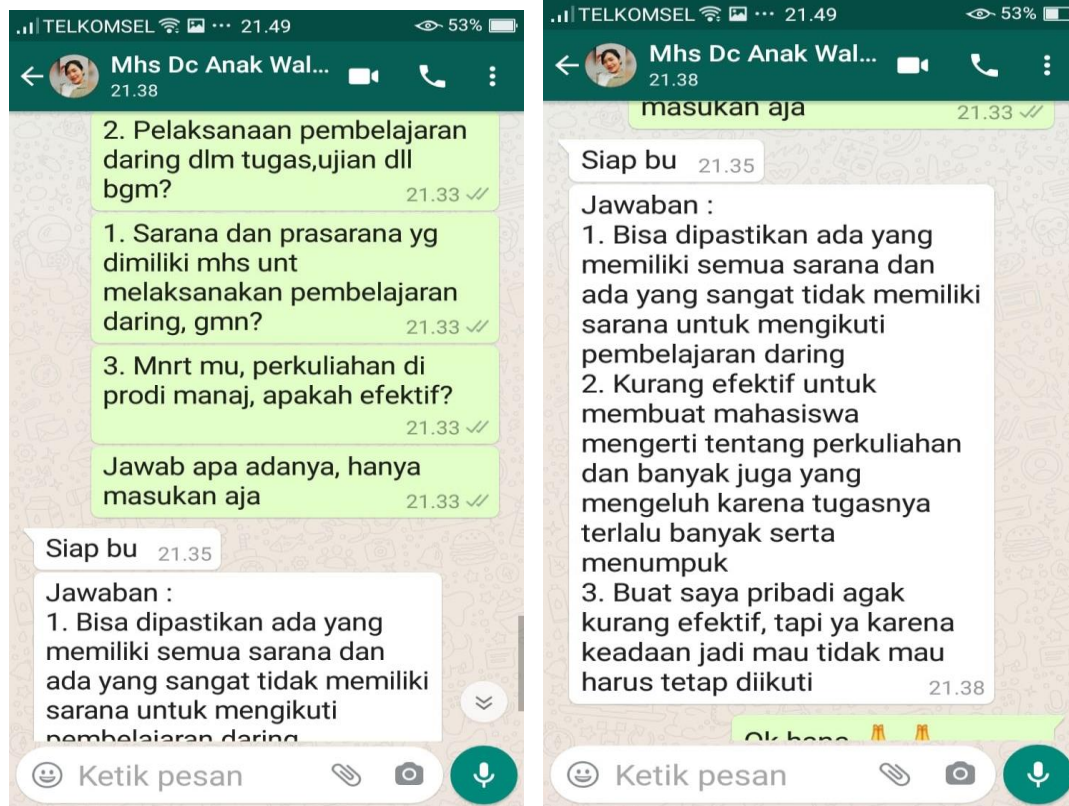 TELKOMSEL ... 21.49 53%
Mhs Dc Anak Wal...
21.38
2. Pelaksanaan pembelajaran
daring dlm tugas,ujian dll
bgm? 21.33
1. Sarana dan prasarana yg
dimiliki mhs unt
melaksanakan pembelajaran
daring, gmn? 21.33
3. Mnrt mu, perkuliahan di
prodi manaj, apakah efektif?
21.33
Jawab apa adanya, hanya
masukan aja 21.33
Siap bu 21.35
Jawaban :
1. Bisa dipastikan ada yang
memiliki semua sarana dan
ada yang sangat tidak memiliki
sarana untuk mengikuti
pembelajaran daring
Ketik pesan
TELKOMSEL ... 21.49 53%
Mhs Dc Anak Wal...
21.38
masukan aja 21.33
Siap bu 21.35
Jawaban :
1. Bisa dipastikan ada yang
memiliki semua sarana dan
ada yang sangat tidak memiliki
sarana untuk mengikuti
pembelajaran daring
2. Kurang efektif untuk
membuat mahasiswa
mengerti tentang perkuliahan
dan banyak juga yang
mengeluh karena tugasnya
terlalu banyak serta
menumpuk
3. Buat saya pribadi agak
kurang efektif, tapi ya karena
keadaan jadi mau tidak mau
harus tetap diikuti 21.38
Ok
Ketik pesan